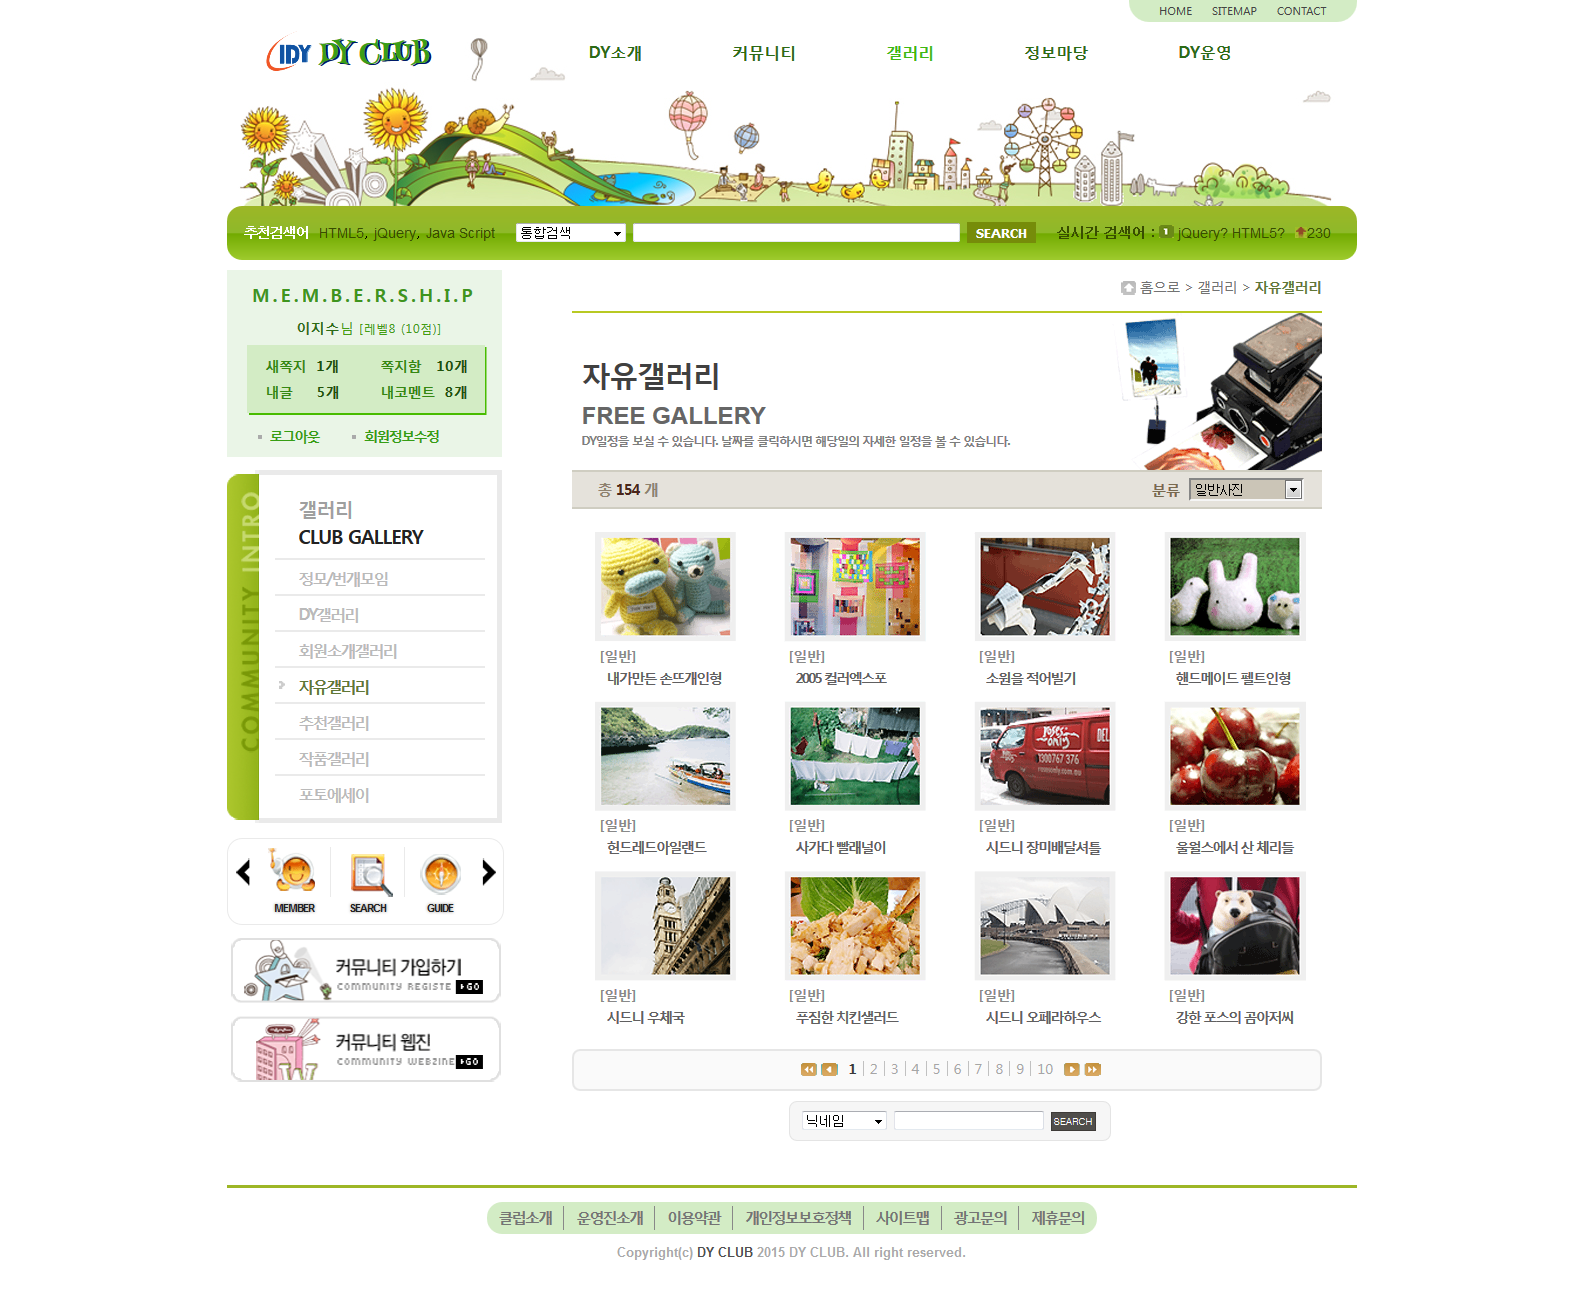 HOME SITEMAP CONTACT
IDY DY CLUB
DY소개 커뮤니티 갤러리 정보마당 DY운영
추천검색어 HTML5, jQuery, Java Script 통합검색 SEARCH 실시간 검색어 : 1 jQuery? HTML5? 230
M.E.M.B.E.R.S.H.I.P
이지수님 [레벨8 (10점)]
새쪽지 1개 쪽지함 10개
내글 5개 내코멘트 8개
로그아웃 회원정보수정
COMMUNITY INTRO
갤러리
CLUB GALLERY
정모/번개모임
DY갤러리
회원소개갤러리
자유갤러리
추천갤러리
작품갤러리
포토에세이
MEMBER SEARCH GUIDE
커뮤니티 가입하기
COMMUNITY REGISTE GO
커뮤니티 웹진
COMMUNITY WEBZINE GO
홈으로 > 갤러리 > 자유갤러리
자유갤러리
FREE GALLERY
DY일정을 보실 수 있습니다. 날짜를 클릭하시면 해당일의 자세한 일정을 볼 수 있습니다.
총 154 개 분류 일반사진
[일반] [일반] [일반] [일반]
내가만든 손뜨개인형 2005 컬러엑스포 소원을 적어빌기 핸드메이드 펠트인형
roses only
1300 767 376
rosesonly.com.au
DEL
[일반] [일반] [일반] [일반]
헌드레드아일랜드 사가다 빨래널이 시드니 장미배달셔틀 울월스에서 산 체리들
[일반] [일반] [일반] [일반]
시드니 우체국 푸짐한 치킨샐러드 시드니 오페라하우스 강한 포스의 곰아저씨
1 | 2 | 3 | 4 | 5 | 6 | 7 | 8 | 9 | 10
닉네임 SEARCH
클럽소개 | 운영진소개 | 이용약관 | 개인정보보호정책 | 사이트맵 | 광고문의 | 제휴문의
Copyright(c) DY CLUB 2015 DY CLUB. All right reserved.